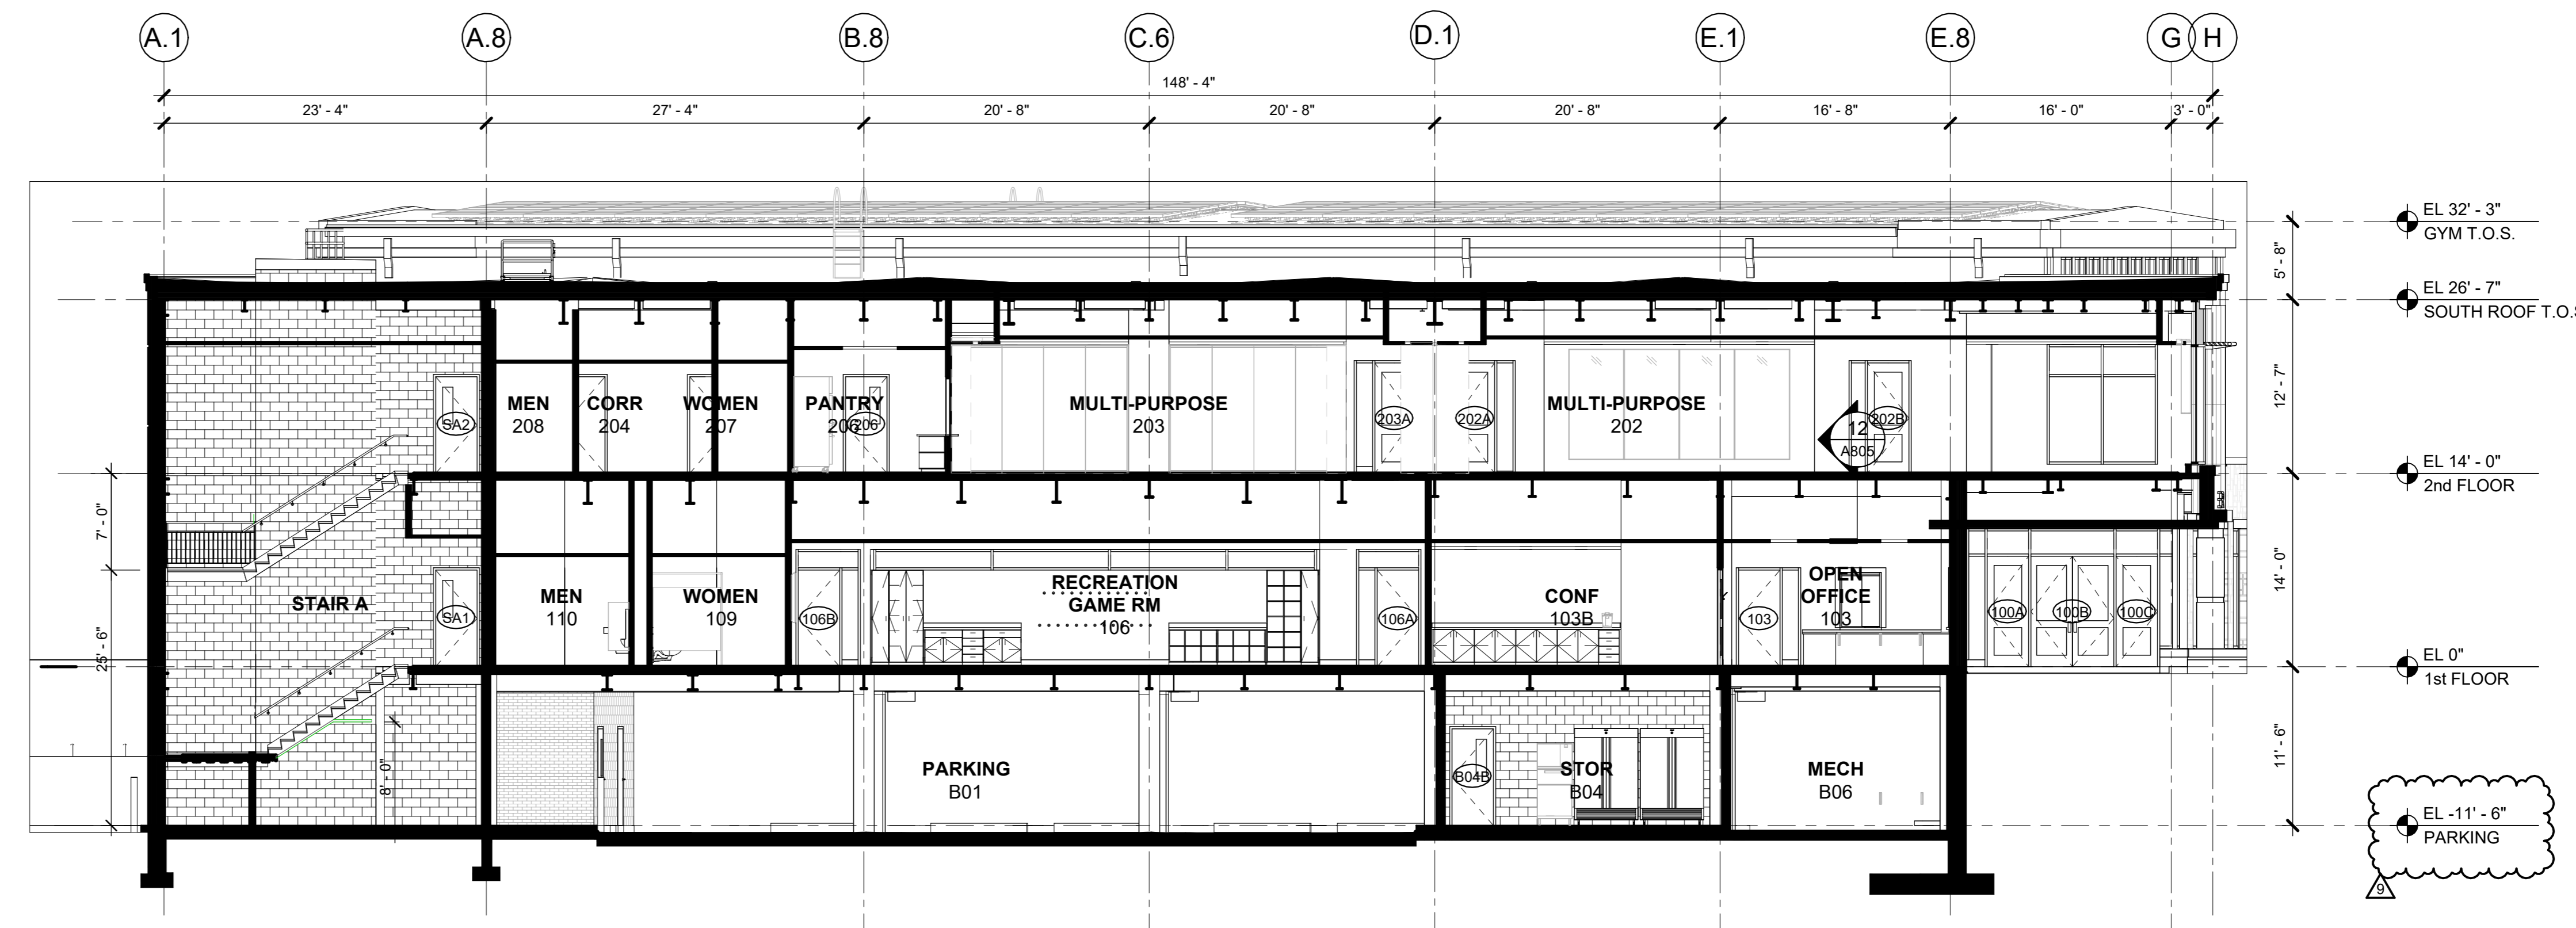 A.1
A.8
B.8
C.6
D.1
E.1
E.8
G
H
148' - 4"
23' - 4"
27' - 4"
20' - 8"
20' - 8"
20' - 8"
16' - 8"
16' - 0"
3' - 0"
EL 32' - 3"
GYM T.O.S.
5' - 8"
EL 26' - 7"
SOUTH ROOF T.O.S
12' - 7"
MEN
208
CORR
204
WOMEN
207
PANTRY
206
206
MULTI-PURPOSE
203
203A
202A
MULTI-PURPOSE
202
12
A805
202B
SA2
EL 14' - 0"
2nd FLOOR
7' - 0"
14' - 0"
25' - 6"
STAIR A
SA1
MEN
110
WOMEN
109
106B
RECREATION
GAME RM
106
106A
CONF
103B
103
OPEN
OFFICE
103
100A
100B
100C
EL 0"
1st FLOOR
11' - 6"
8' - 0"
PARKING
B01
B04B
STOR
B04
MECH
B06
EL -11' - 6"
PARKING
9